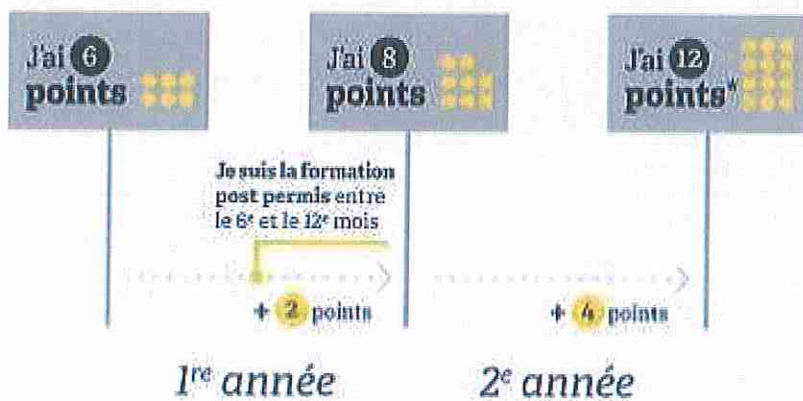 J'ai 6
points
J'ai 8
points
J'ai 12
points*
Je suis la formation
post permis entre
le 6e et le 12e mois
+ 2 points
+ 4 points
1re année
2e année